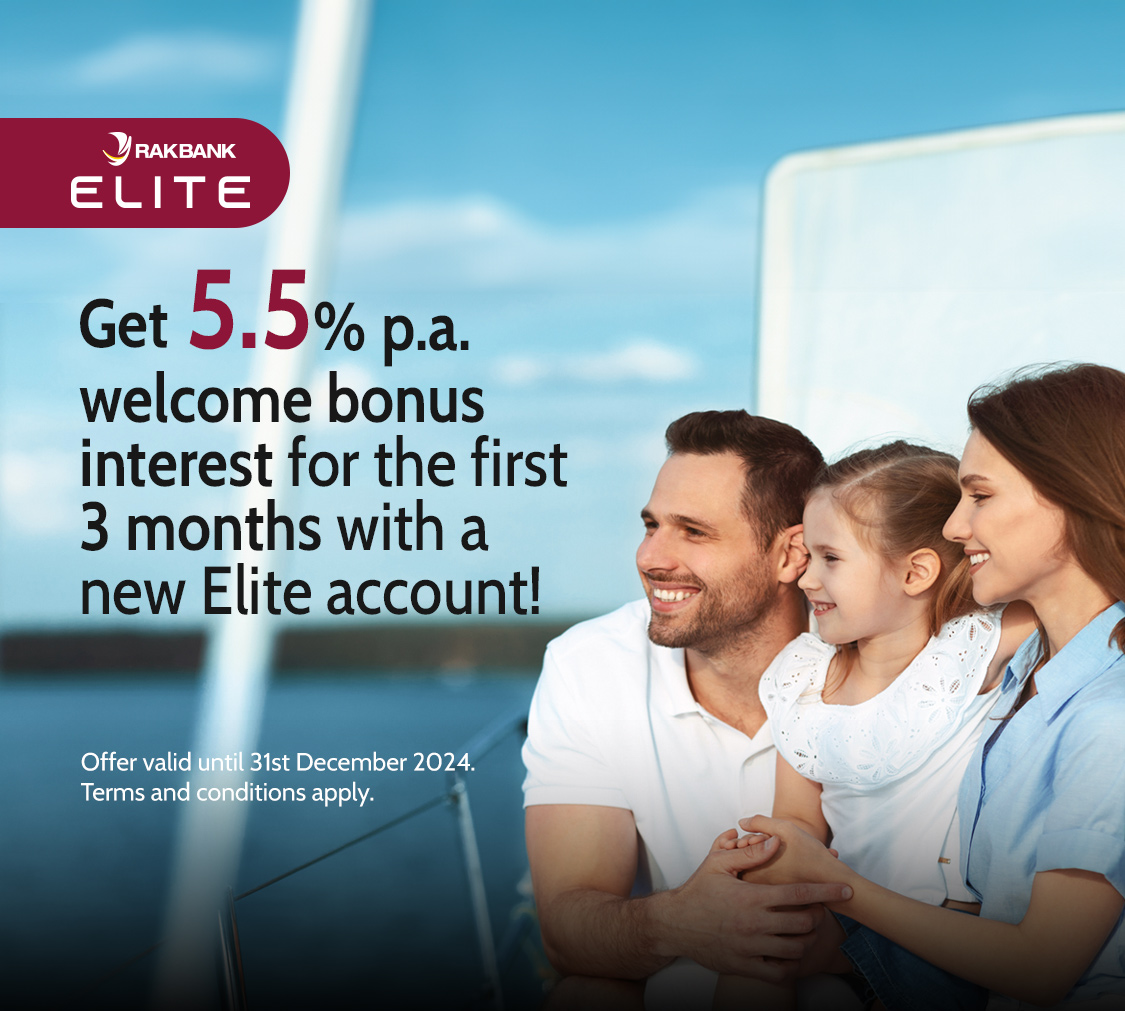 RAKBANK
ELITE
Get 5.5% p.a.
welcome bonus
interest for the first
3 months with a
new Elite account!
Offer valid until 31st December 2024.
Terms and conditions apply.